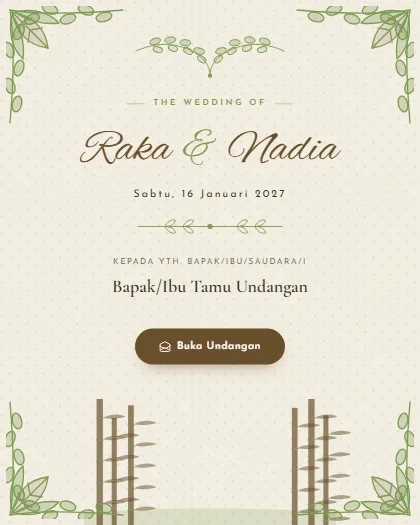 THE WEDDING OF
Raka & Nadia
Sabtu, 16 Januari 2027
KEPADA YTH. BAPAK/IBU/SAUDARA/I
Bapak/Ibu Tamu Undangan
Buka Undangan